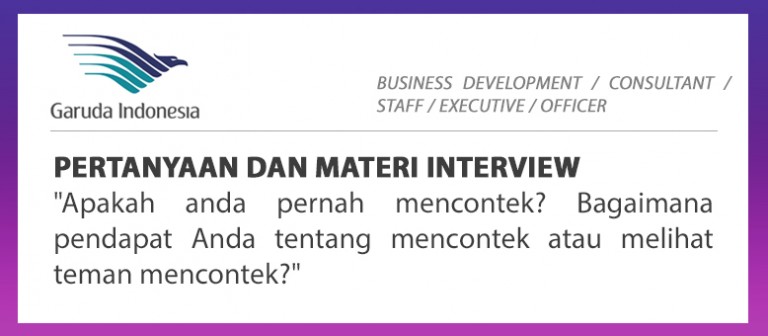 Garuda Indonesia
BUSINESS DEVELOPMENT / CONSULTANT /
STAFF / EXECUTIVE / OFFICER
PERTANYAAN DAN MATERI INTERVIEW
"Apakah anda pernah mencontek? Bagaimana
pendapat Anda tentang mencontek atau melihat
teman mencontek?"